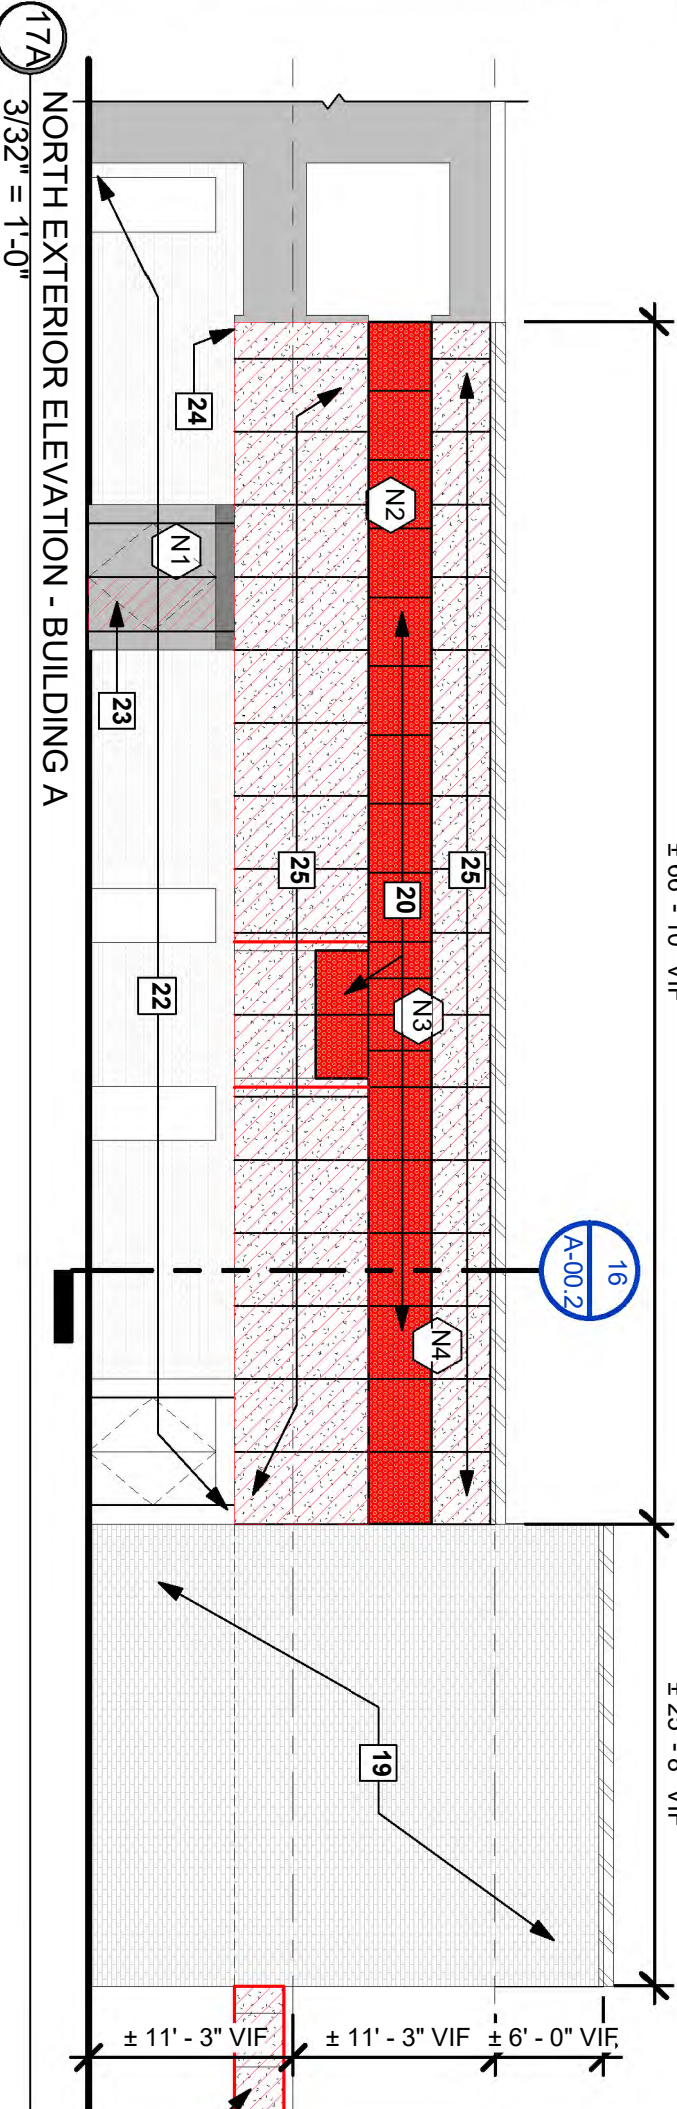 17A
NORTH EXTERIOR ELEVATION - BUILDING A
3/32" = 1'-0"
24
N1
23
22
N2
25
25
20
N3
N4
16
A-00.2
19
± 11' - 3" VIF
± 11' - 3" VIF
± 6' - 0" VIF